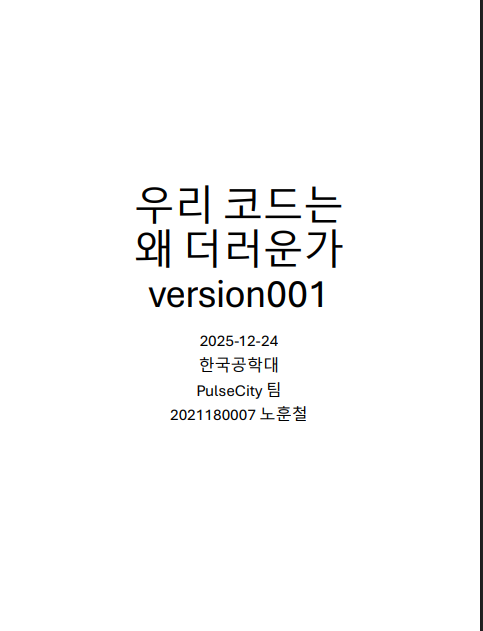 우리 코드는
왜 더러운가
version001
2025-12-24
한국공학대
PulseCity 팀
2021180007 노훈철